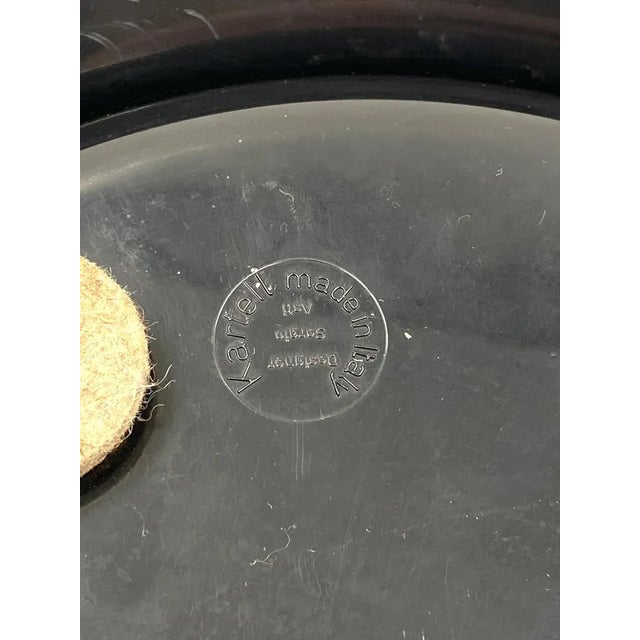 Kartell made in Italy
Designer
Sergio
Asti